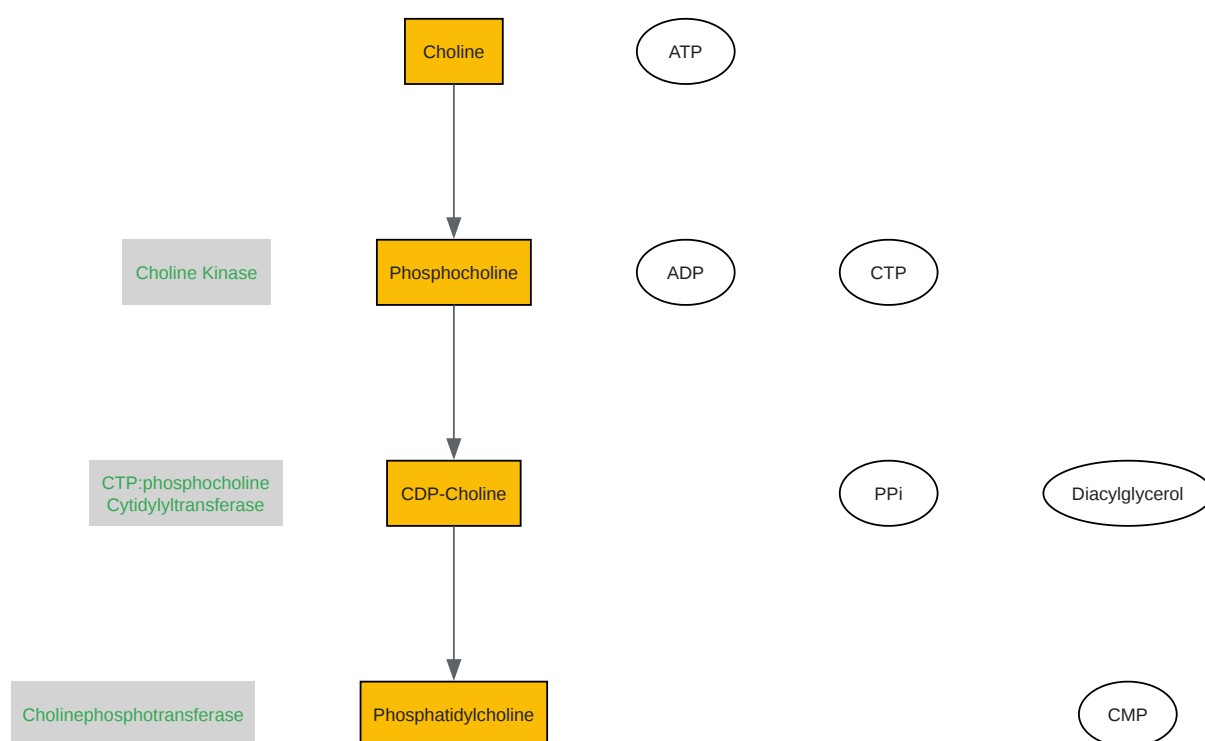 Choline
ATP
Choline Kinase
Phosphocholine
ADP
CTP
CTP:phosphocholine
Cytidylyltransferase
CDP-Choline
PPi
Diacylglycerol
Cholinephosphotransferase
Phosphatidylcholine
CMP